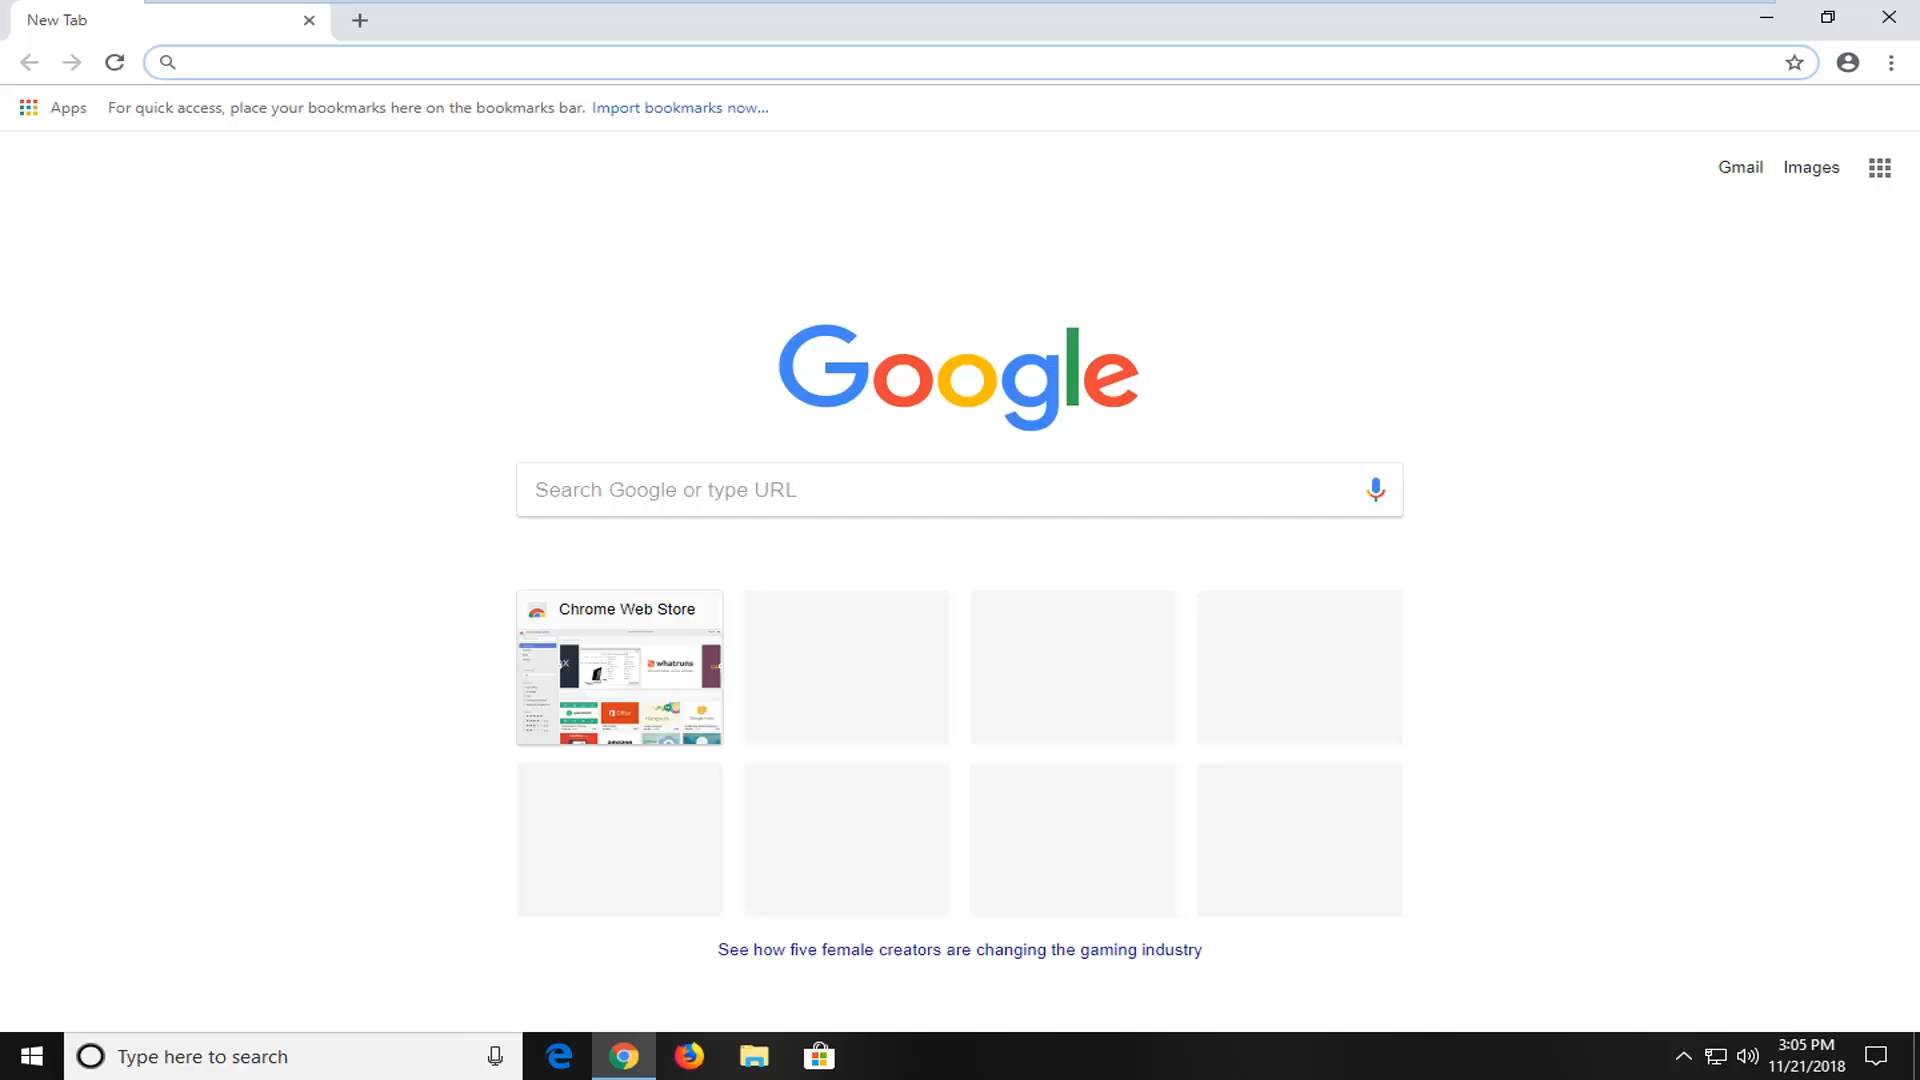 New Tab
Apps For quick access, place your bookmarks here on the bookmarks bar. Import bookmarks now...
Gmail Images
Google
Search Google or type URL
Chrome Web Store
whatruns
Office
See how five female creators are changing the gaming industry
Type here to search
3:05 PM
11/21/2018